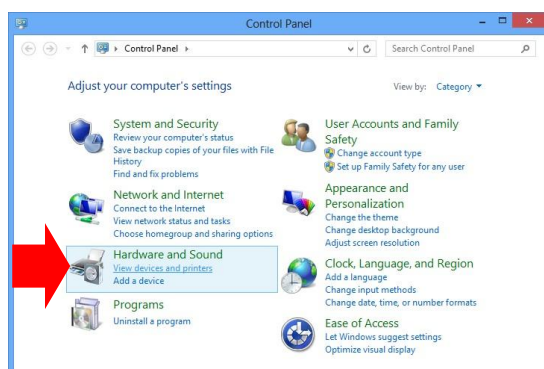 Control Panel
Control Panel
Search Control Panel
Adjust your computer's settings
View by: Category
System and Security
Review your computer's status
Save backup copies of your files with File
History
Find and fix problems
Network and Internet
Connect to the Internet
View network status and tasks
Choose homegroup and sharing options
Hardware and Sound
View devices and printers
Add a device
Programs
Uninstall a program
User Accounts and Family
Safety
Change account type
Set up Family Safety for any user
Appearance and
Personalization
Change the theme
Change desktop background
Adjust screen resolution
Clock, Language, and Region
Add a language
Change input methods
Change date, time, or number formats
Ease of Access
Let Windows suggest settings
Optimize visual display